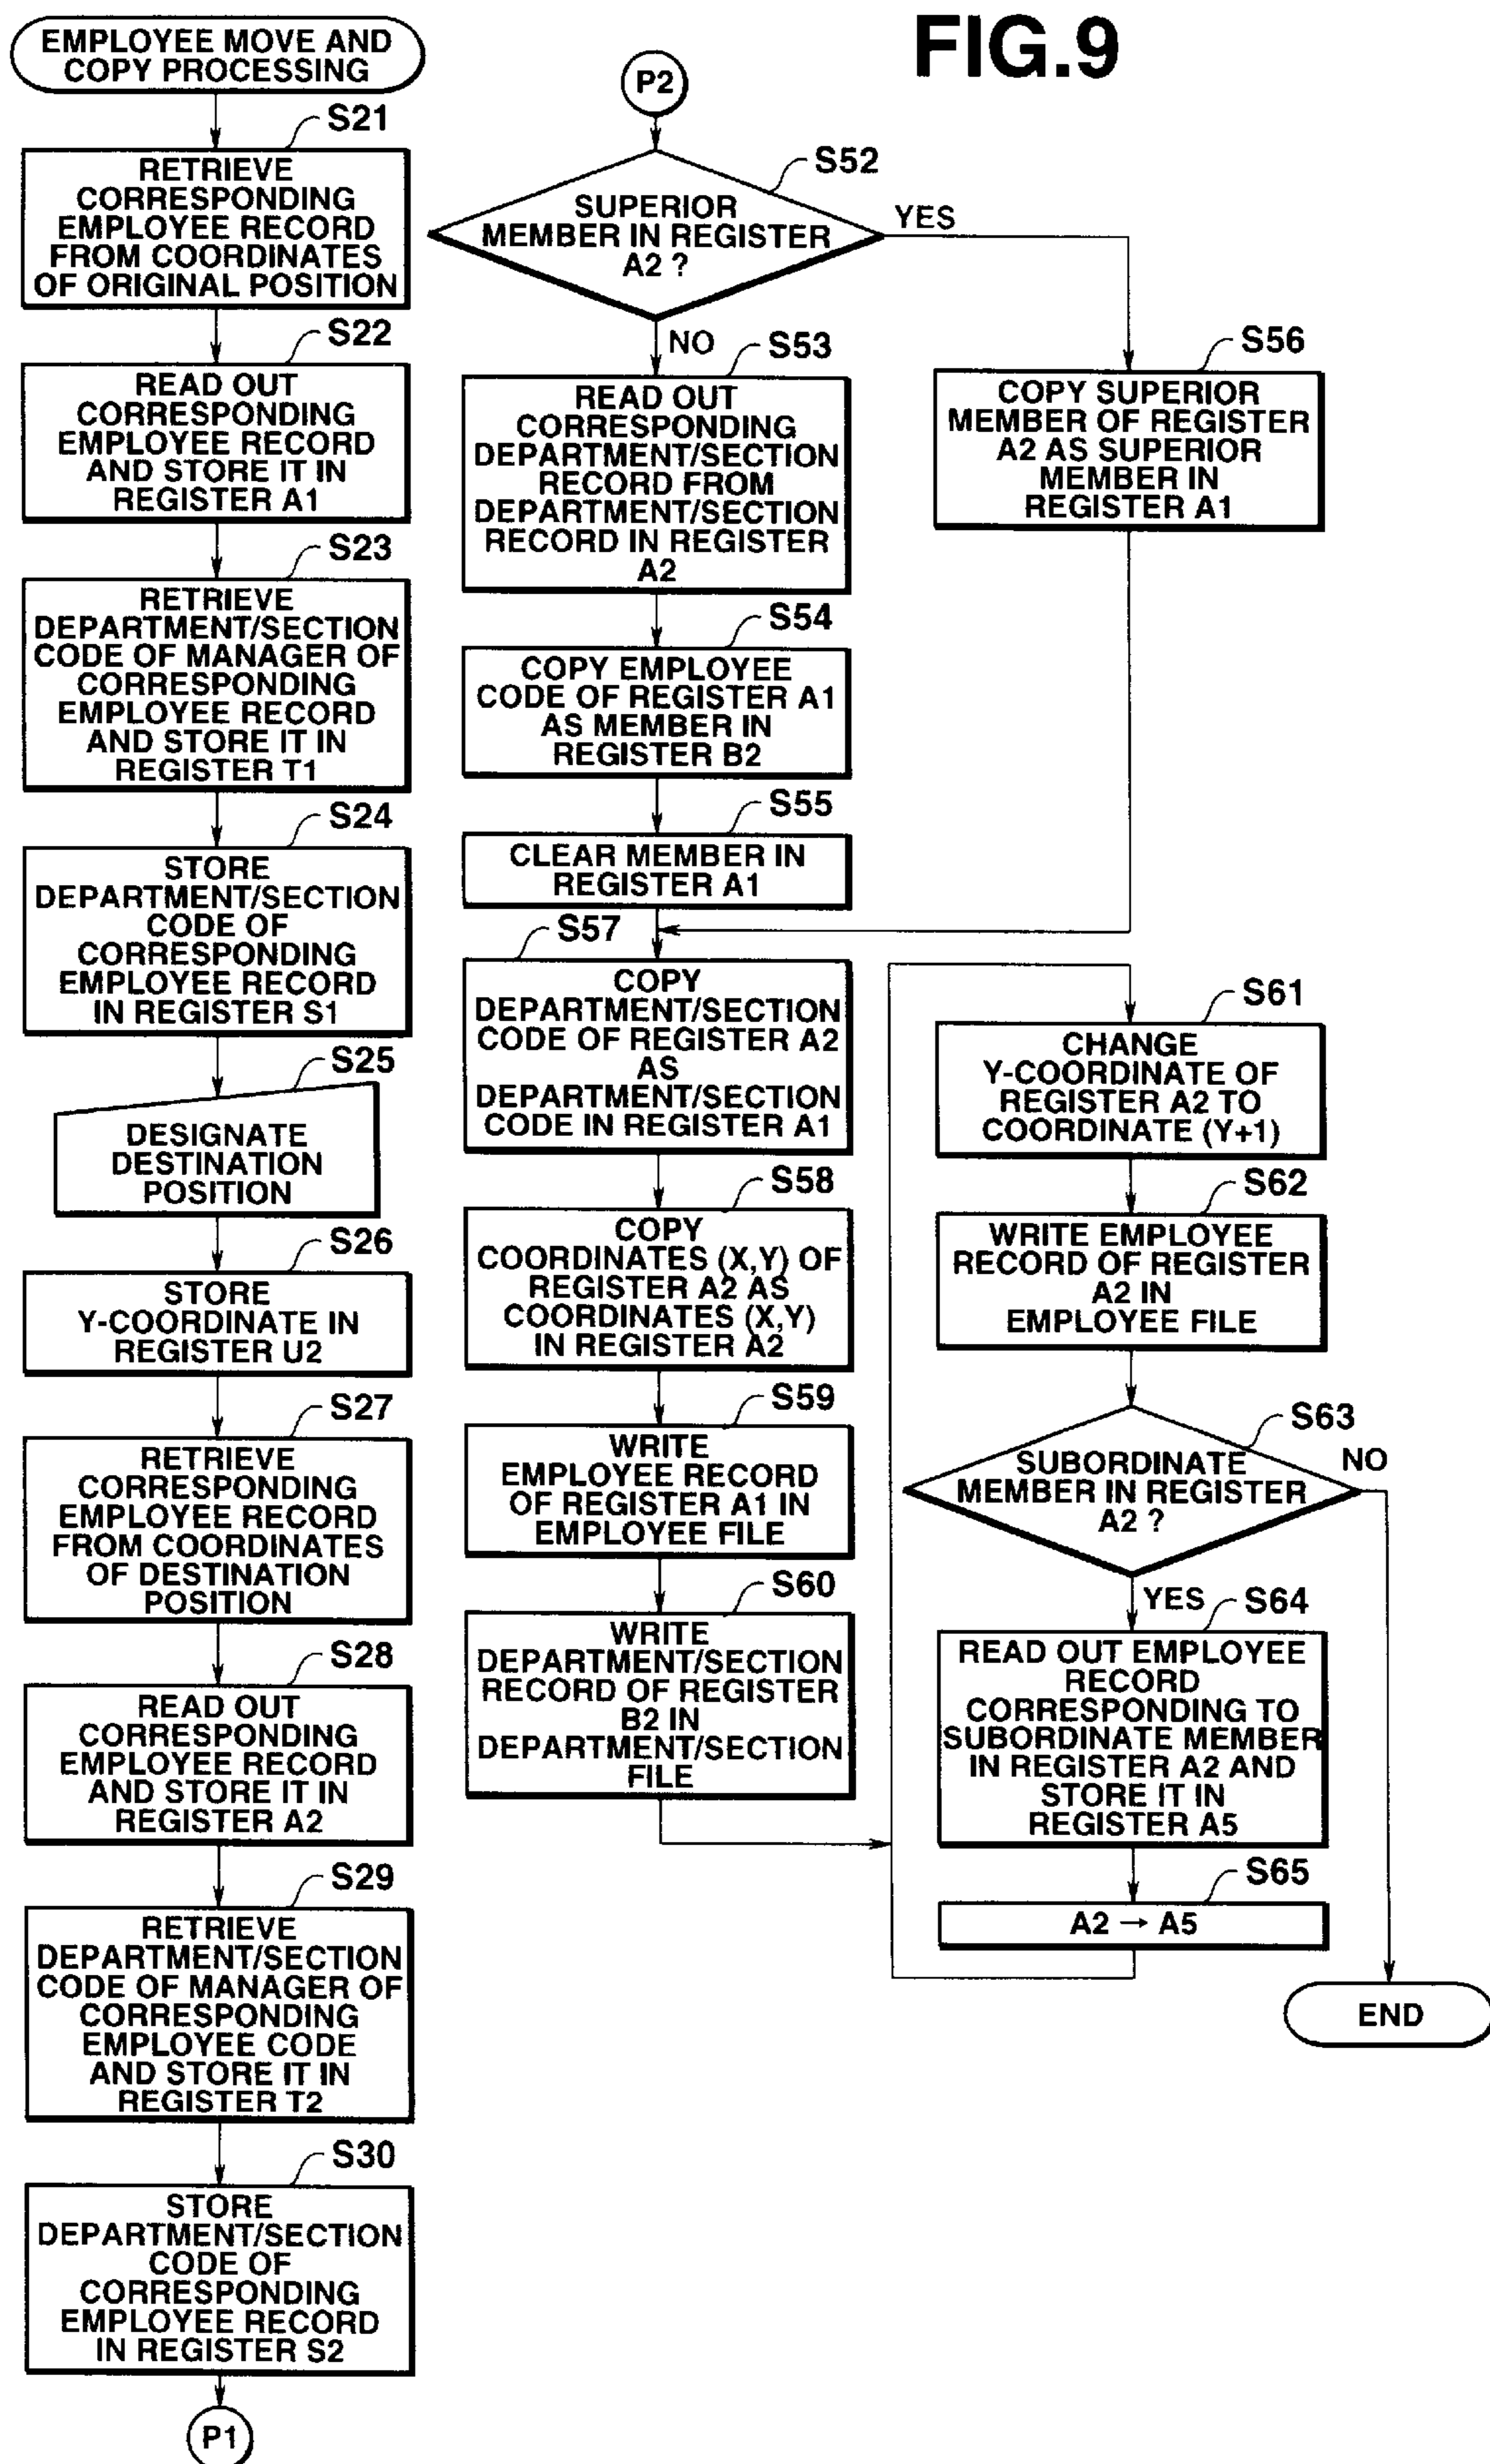 FIG.9
EMPLOYEE MOVE AND
COPY PROCESSING
S21
RETRIEVE
CORRESPONDING
EMPLOYEE RECORD
FROM COORDINATES
OF ORIGINAL POSITION
S22
READ OUT
CORRESPONDING
EMPLOYEE RECORD
AND STORE IT IN
REGISTER A1
S23
RETRIEVE
DEPARTMENT/SECTION
CODE OF MANAGER OF
CORRESPONDING
EMPLOYEE RECORD
AND STORE IT IN
REGISTER T1
S24
STORE
DEPARTMENT/SECTION
CODE OF
CORRESPONDING
EMPLOYEE RECORD
IN REGISTER S1
S25
DESIGNATE
DESTINATION
POSITION
S26
STORE
Y-COORDINATE IN
REGISTER U2
S27
RETRIEVE
CORRESPONDING
EMPLOYEE RECORD
FROM COORDINATES
OF DESTINATION
POSITION
S28
READ OUT
CORRESPONDING
EMPLOYEE RECORD
AND STORE IT IN
REGISTER A2
S29
RETRIEVE
DEPARTMENT/SECTION
CODE OF MANAGER OF
CORRESPONDING
EMPLOYEE CODE
AND STORE IT IN
REGISTER T2
S30
STORE
DEPARTMENT/SECTION
CODE OF
CORRESPONDING
EMPLOYEE RECORD
IN REGISTER S2
P1
P2
S52
SUPERIOR
MEMBER IN REGISTER
A2 ?
YES
NO
S53
READ OUT
CORRESPONDING
DEPARTMENT/SECTION
RECORD FROM
DEPARTMENT/SECTION
RECORD IN REGISTER
A2
S54
COPY EMPLOYEE
CODE OF REGISTER A1
AS MEMBER IN
REGISTER B2
S55
CLEAR MEMBER IN
REGISTER A1
S56
COPY SUPERIOR
MEMBER OF REGISTER
A2 AS SUPERIOR
MEMBER IN
REGISTER A1
S57
COPY
DEPARTMENT/SECTION
CODE OF REGISTER A2
AS
DEPARTMENT/SECTION
CODE IN REGISTER A1
S58
COPY
COORDINATES (X,Y) OF
REGISTER A2 AS
COORDINATES (X,Y)
IN REGISTER A2
S59
WRITE
EMPLOYEE RECORD
OF REGISTER A1 IN
EMPLOYEE FILE
S60
WRITE
DEPARTMENT/SECTION
RECORD OF REGISTER
B2 IN
DEPARTMENT/SECTION
FILE
S61
CHANGE
Y-COORDINATE OF
REGISTER A2 TO
COORDINATE (Y+1)
S62
WRITE EMPLOYEE
RECORD OF REGISTER
A2 IN
EMPLOYEE FILE
S63
SUBORDINATE
MEMBER IN REGISTER
A2 ?
NO
YES
S64
READ OUT EMPLOYEE
RECORD
CORRESPONDING TO
SUBORDINATE MEMBER
IN REGISTER A2 AND
STORE IT IN
REGISTER A5
S65
A2 → A5
END